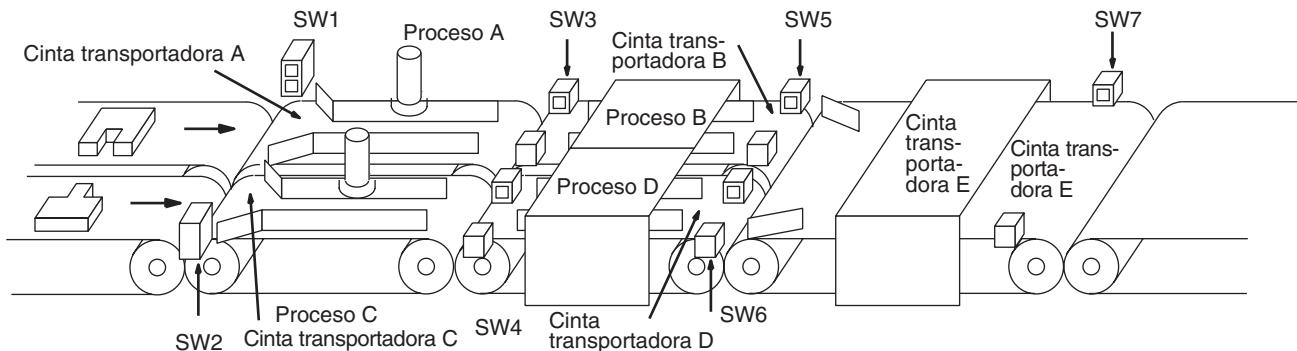 SW1
Proceso A
SW3
Cinta trans-
portadora B
SW5
SW7
Cinta transportadora A
Proceso B
Cinta
trans-
porta-
dora E
Cinta trans-
porta-
dora E
Proceso D
Proceso C
SW2
Cinta transportadora C
SW4
Cinta
transportadora D
SW6